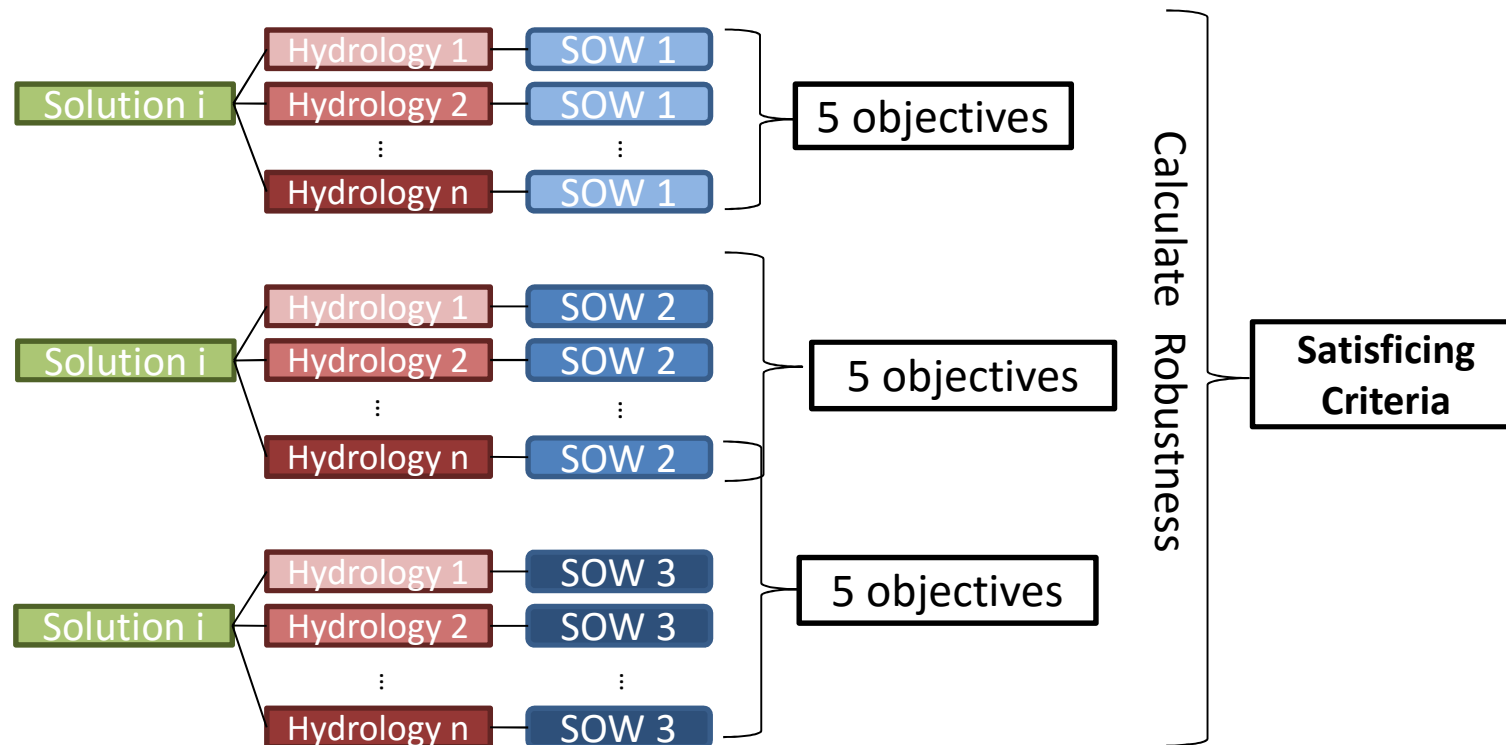 Hydrology 1 SOW 1
Solution i Hydrology 2 SOW 1 5 objectives
⋮ ⋮
Hydrology n SOW 1
Hydrology 1 SOW 2
Solution i Hydrology 2 SOW 2 5 objectives
⋮ ⋮
Hydrology n SOW 2
Hydrology 1 SOW 3
Solution i Hydrology 2 SOW 3 5 objectives
⋮ ⋮
Hydrology n SOW 3
Calculate Robustness
Satisficing
Criteria